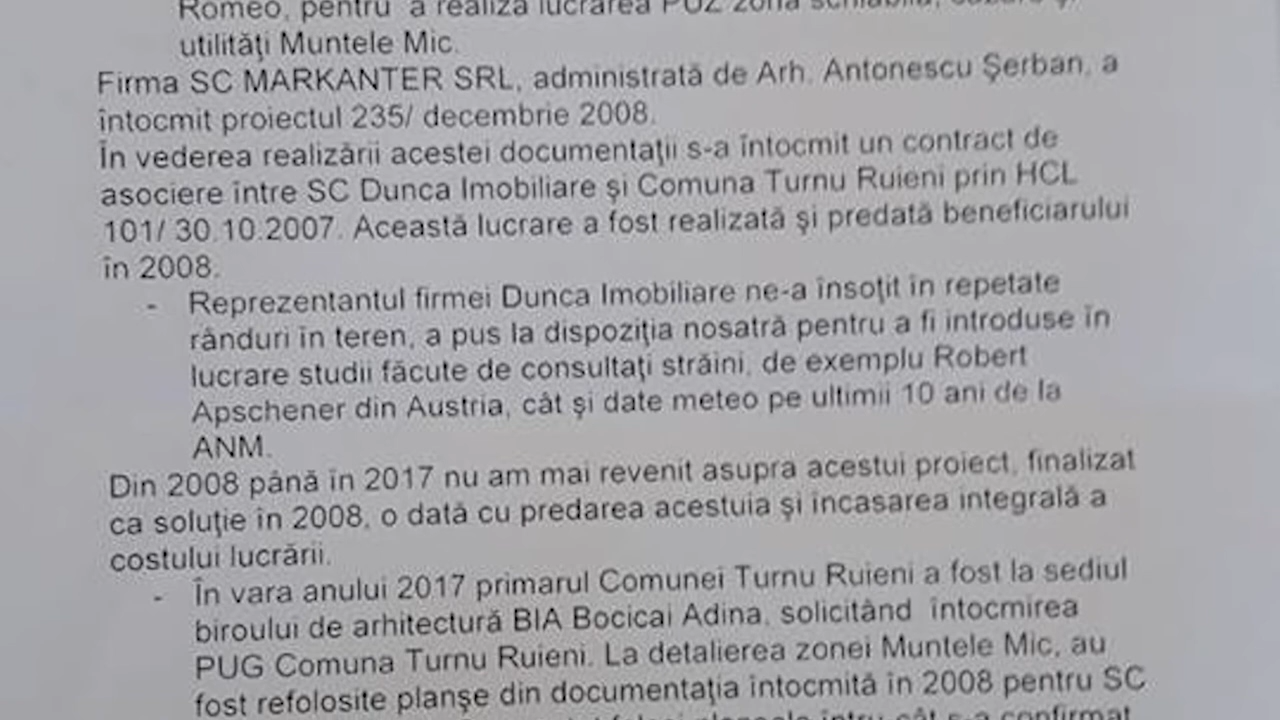 Romeo, pentru a realiza lucrarea PUZ zona schiabilă,
utilități Muntele Mic.
Firma SC MARKANTER SRL, administrată de Arh. Antonescu Şerban, a
întocmit proiectul 235/ decembrie 2008.
În vederea realizării acestei documentaţii s-a întocmit un contract de
asociere între SC Dunca Imobiliare şi Comuna Turnu Ruieni prin HCL
101/ 30.10.2007. Această lucrare a fost realizată şi predată beneficiarului
în 2008.
- Reprezentantul firmei Dunca Imobiliare ne-a însoţit în repetate
rânduri în teren, a pus la dispoziţia nosatră pentru a fi introduse în
lucrare studii făcute de consultaţi străini, de exemplu Robert
Apschener din Austria, cât şi date meteo pe ultimii 10 ani de la
ANM.
Din 2008 până în 2017 nu am mai revenit asupra acestui proiect, finalizat
ca soluţie în 2008, o dată cu predarea acestuia şi încasarea integrală a
costului lucrării.
- În vara anului 2017 primarul Comunei Turnu Ruieni a fost la sediul
biroului de arhitectură BIA Bocicai Adina, solicitând întocmirea
PUG Comuna Turnu Ruieni. La detalierea zonei Muntele Mic, au
fost refolosite planşe din documentaţia întocmită în 2008 pentru SC
planşele întru cât s-a confirmat